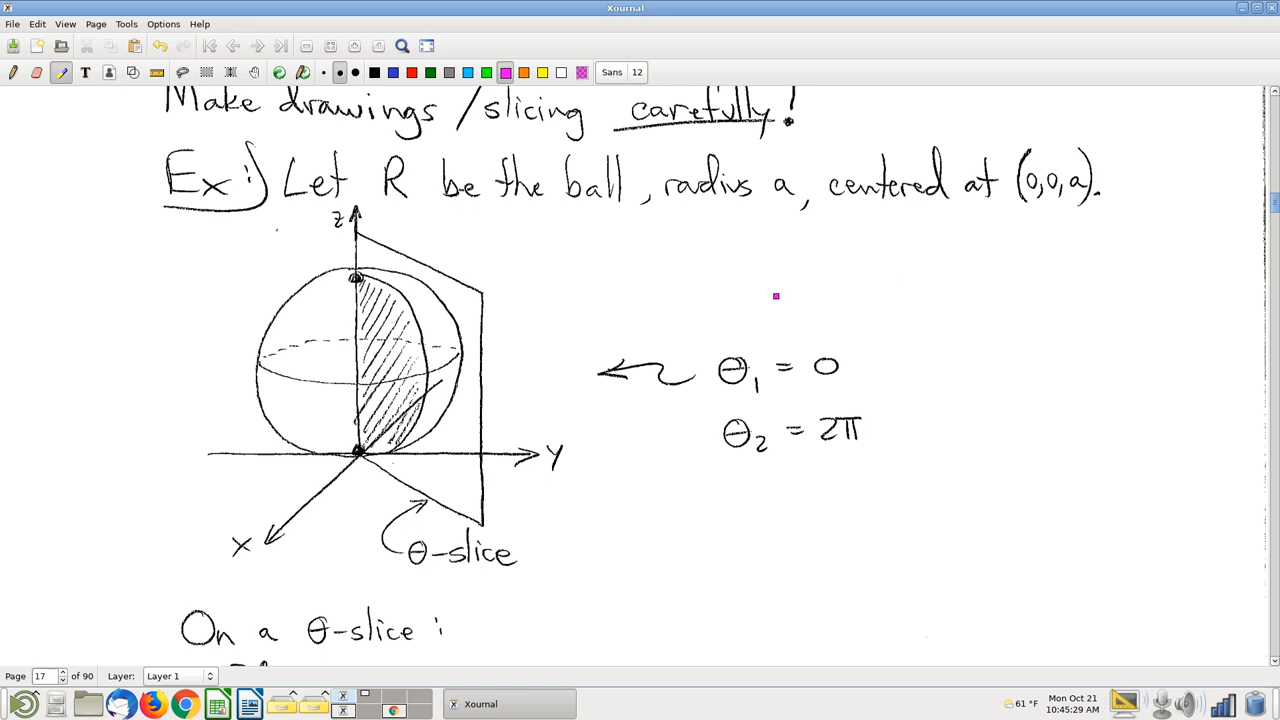 Xournal
File Edit View Page Tools Options Help
Sans 12
Make drawings /slicing carefully!
Ex: Let R be the ball, radius a, centered at (0,0,a).
z
θ₁ = 0
θ₂ = 2π
y
x
θ-slice
On a θ-slice :
Page 17 of 90 Layer: Layer 1
Xournal
61 °F
Mon Oct 21
10:45:29 AM